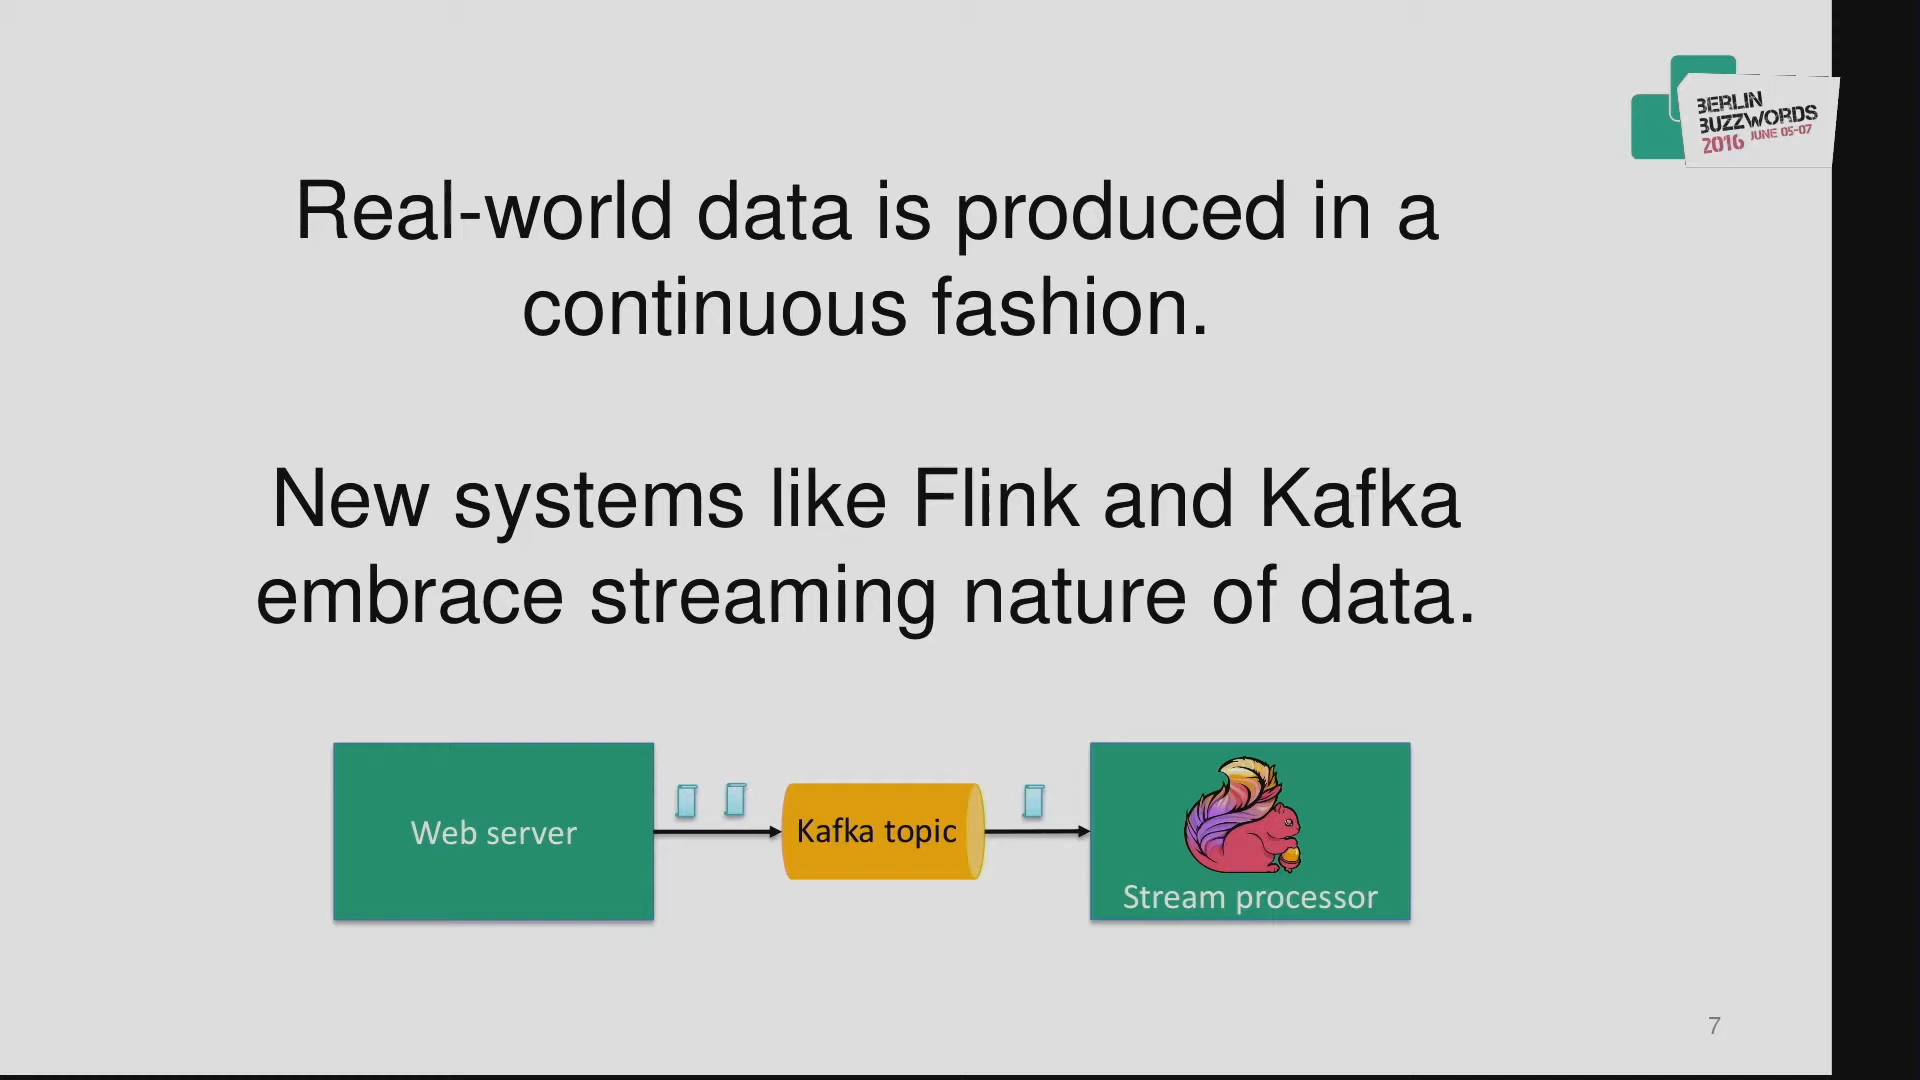 BERLIN
BUZZWORDS
2016 JUNE 05-07
Real-world data is produced in a
continuous fashion.
New systems like Flink and Kafka
embrace streaming nature of data.
Web server
Kafka topic
Stream processor
7